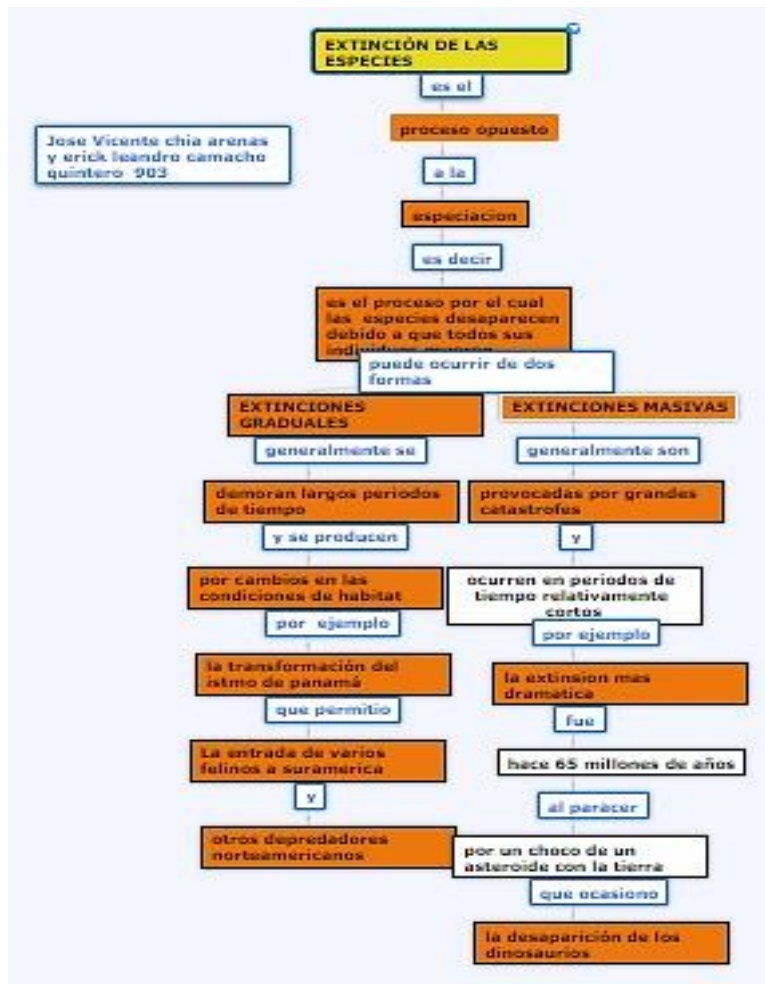 EXTINCIÓN DE LAS
ESPECIES
es el
proceso opuesto
Jose Vicente chia arenas
y erick leandro camacho
quintero 903
a la
especiacion
es decir
es el proceso por el cual
las especies desaparecen
debido a que todos sus
puede ocurrir de dos
formas
EXTINCIONES
GRADUALES
generalmente se
demoran largos periodos
de tiempo
y se producen
por cambios en las
condiciones de habitat
por ejemplo
la transformación del
istmo de panamá
que permitio
La entrada de varios
felinos a suramerica
y
otros depredadores
norteamericanos
EXTINCIONES MASIVAS
generalmente son
provocadas por grandes
catastrofes
y
ocurren en periodos de
tiempo relativamente
cortos
por ejemplo
la extinsion mas
dramatica
fue
hace 65 millones de años
al paracer
por un choco de un
asteroide con la tierra
que ocasiono
la desaparición de los
dinosaurios